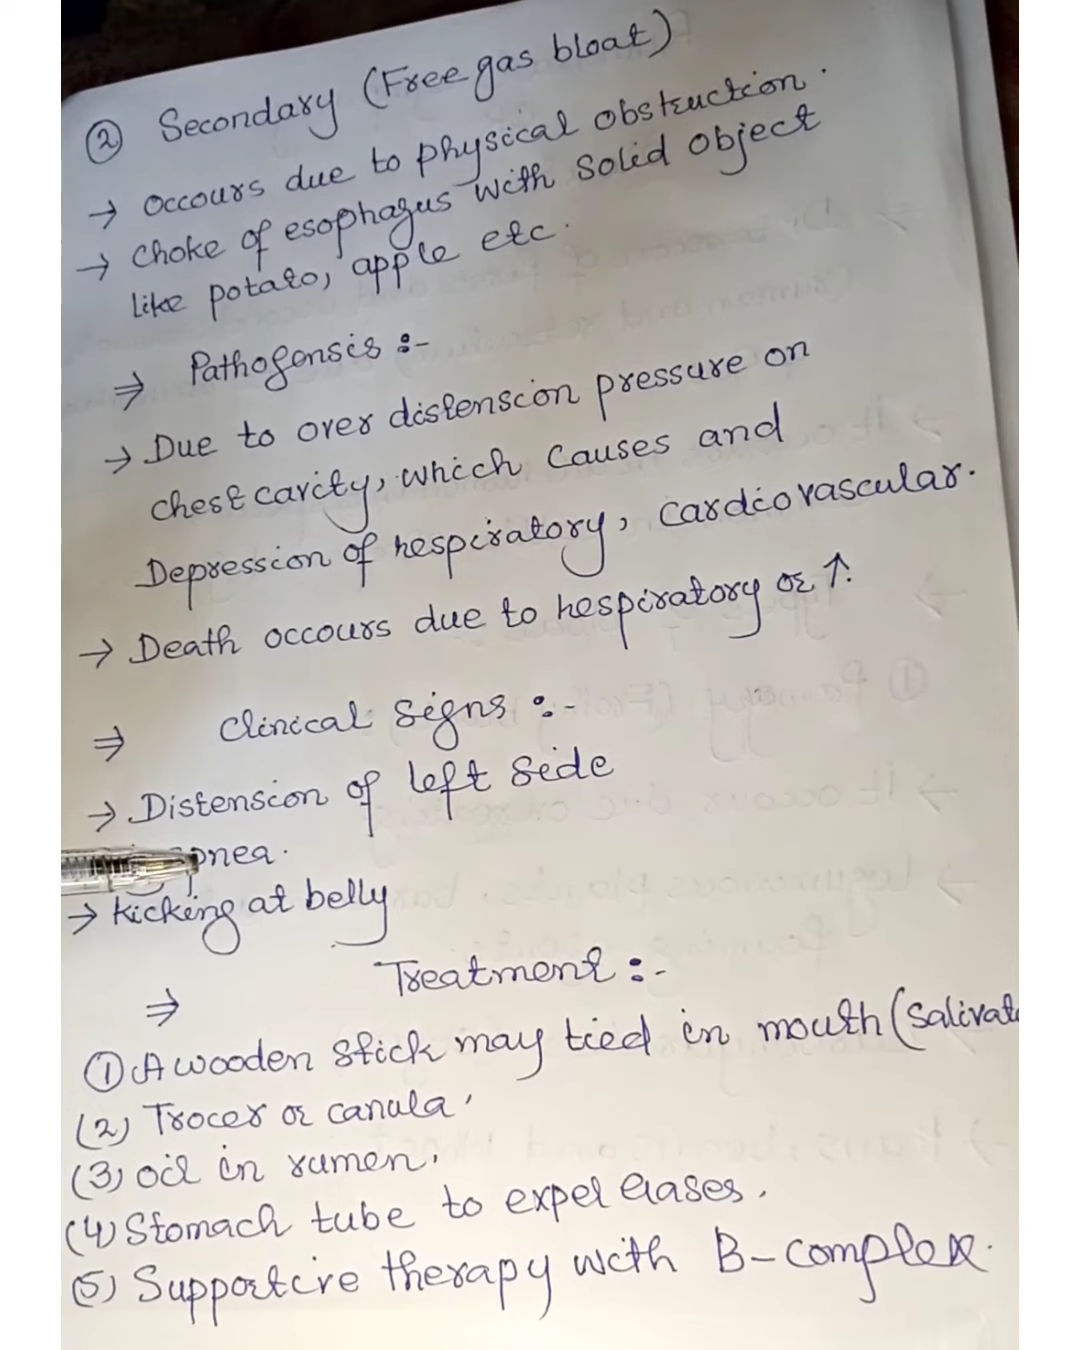 ② Secondary (Free gas bloat)
→ occours due to physical obstruction.
→ choke of esophagus with solid object
like potato, apple etc.
⇒ Pathogensis :-
→ Due to over distension pressure on
chest cavity, which causes and
Depression of respiratory, cardiovascular.
→ Death occours due to respiratory or ↑.
⇒ Clinical signs :-
→ Distension of left side
pnea.
→ kicking at belly
⇒ Treatment :-
① A wooden stick may tied in mouth (Salivat
(2) Trocer or canula,
(3) oil in rumen.
(4) Stomach tube to expel Gases.
(5) Supportive therapy with B-complex.